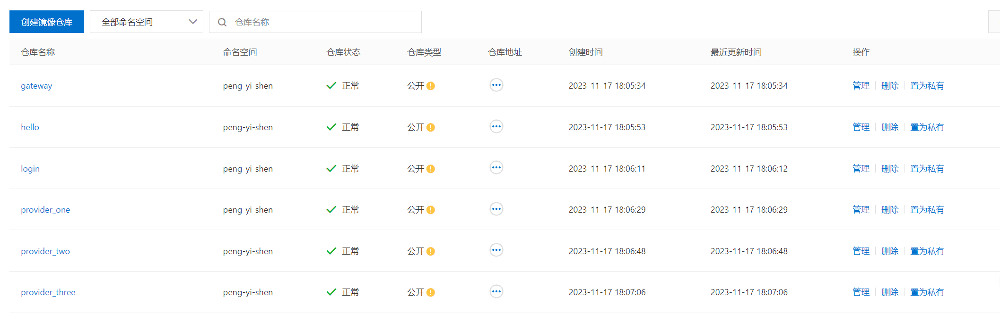 创建镜像仓库 全部命名空间 仓库名称
仓库名称 命名空间 仓库状态 仓库类型 仓库地址 创建时间 最近更新时间 操作
gateway peng-yi-shen 正常 公开 2023-11-17 18:05:34 2023-11-17 18:05:34 管理 删除 置为私有
hello peng-yi-shen 正常 公开 2023-11-17 18:05:53 2023-11-17 18:05:53 管理 删除 置为私有
login peng-yi-shen 正常 公开 2023-11-17 18:06:11 2023-11-17 18:06:12 管理 删除 置为私有
provider_one peng-yi-shen 正常 公开 2023-11-17 18:06:29 2023-11-17 18:06:29 管理 删除 置为私有
provider_two peng-yi-shen 正常 公开 2023-11-17 18:06:48 2023-11-17 18:06:48 管理 删除 置为私有
provider_three peng-yi-shen 正常 公开 2023-11-17 18:07:06 2023-11-17 18:07:06 管理 删除 置为私有